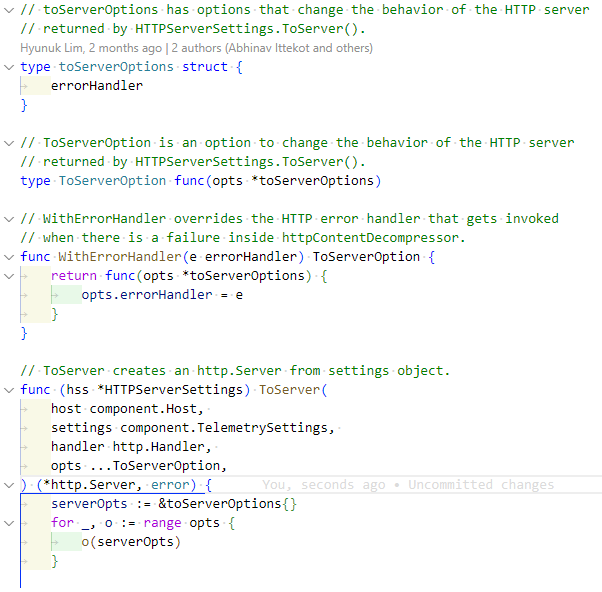 // toServerOptions has options that change the behavior of the HTTP server
// returned by HTTPServerSettings.ToServer().
Hyunuk Lim, 2 months ago | 2 authors (Abhinav Ittekot and others)
type toServerOptions struct {
    errorHandler
}

// ToServerOption is an option to change the behavior of the HTTP server
// returned by HTTPServerSettings.ToServer().
type ToServerOption func(opts *toServerOptions)

// WithErrorHandler overrides the HTTP error handler that gets invoked
// when there is a failure inside httpContentDecompressor.
func WithErrorHandler(e errorHandler) ToServerOption {
    return func(opts *toServerOptions) {
        opts.errorHandler = e
    }
}

// ToServer creates an http.Server from settings object.
func (hss *HTTPServerSettings) ToServer(
    host component.Host,
    settings component.TelemetrySettings,
    handler http.Handler,
    opts ...ToServerOption,
) (*http.Server, error) { You, seconds ago • Uncommitted changes
    serverOpts := &toServerOptions{}
    for _, o := range opts {
        o(serverOpts)
    }